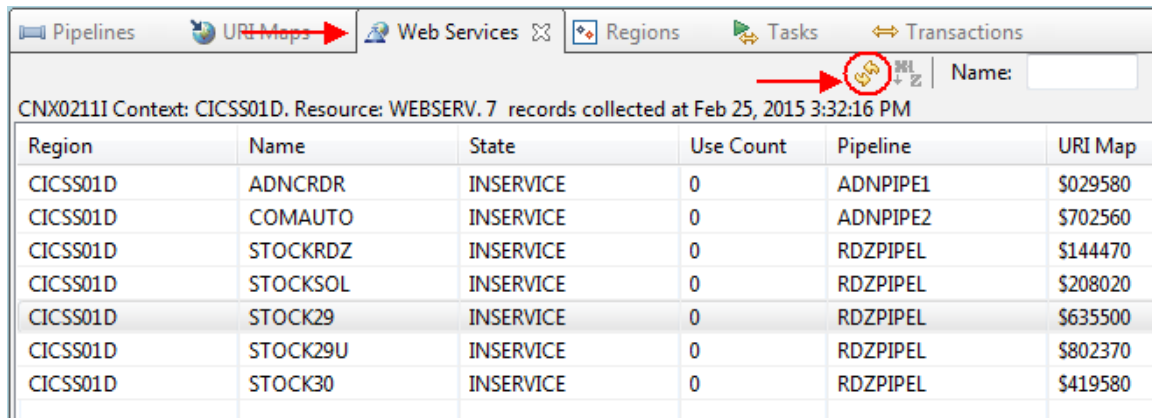 Pipelines URI Maps Web Services Regions Tasks Transactions
Name:
CNX0211I Context: CICSS01D. Resource: WEBSERV. 7 records collected at Feb 25, 2015 3:32:16 PM
Region Name State Use Count Pipeline URI Map
CICSS01D ADNCRDR INSERVICE 0 ADNPIPE1 $029580
CICSS01D COMAUTO INSERVICE 0 ADNPIPE2 $702560
CICSS01D STOCKRDZ INSERVICE 0 RDZPIPEL $144470
CICSS01D STOCKSOL INSERVICE 0 RDZPIPEL $208020
CICSS01D STOCK29 INSERVICE 0 RDZPIPEL $635500
CICSS01D STOCK29U INSERVICE 0 RDZPIPEL $802370
CICSS01D STOCK30 INSERVICE 0 RDZPIPEL $419580